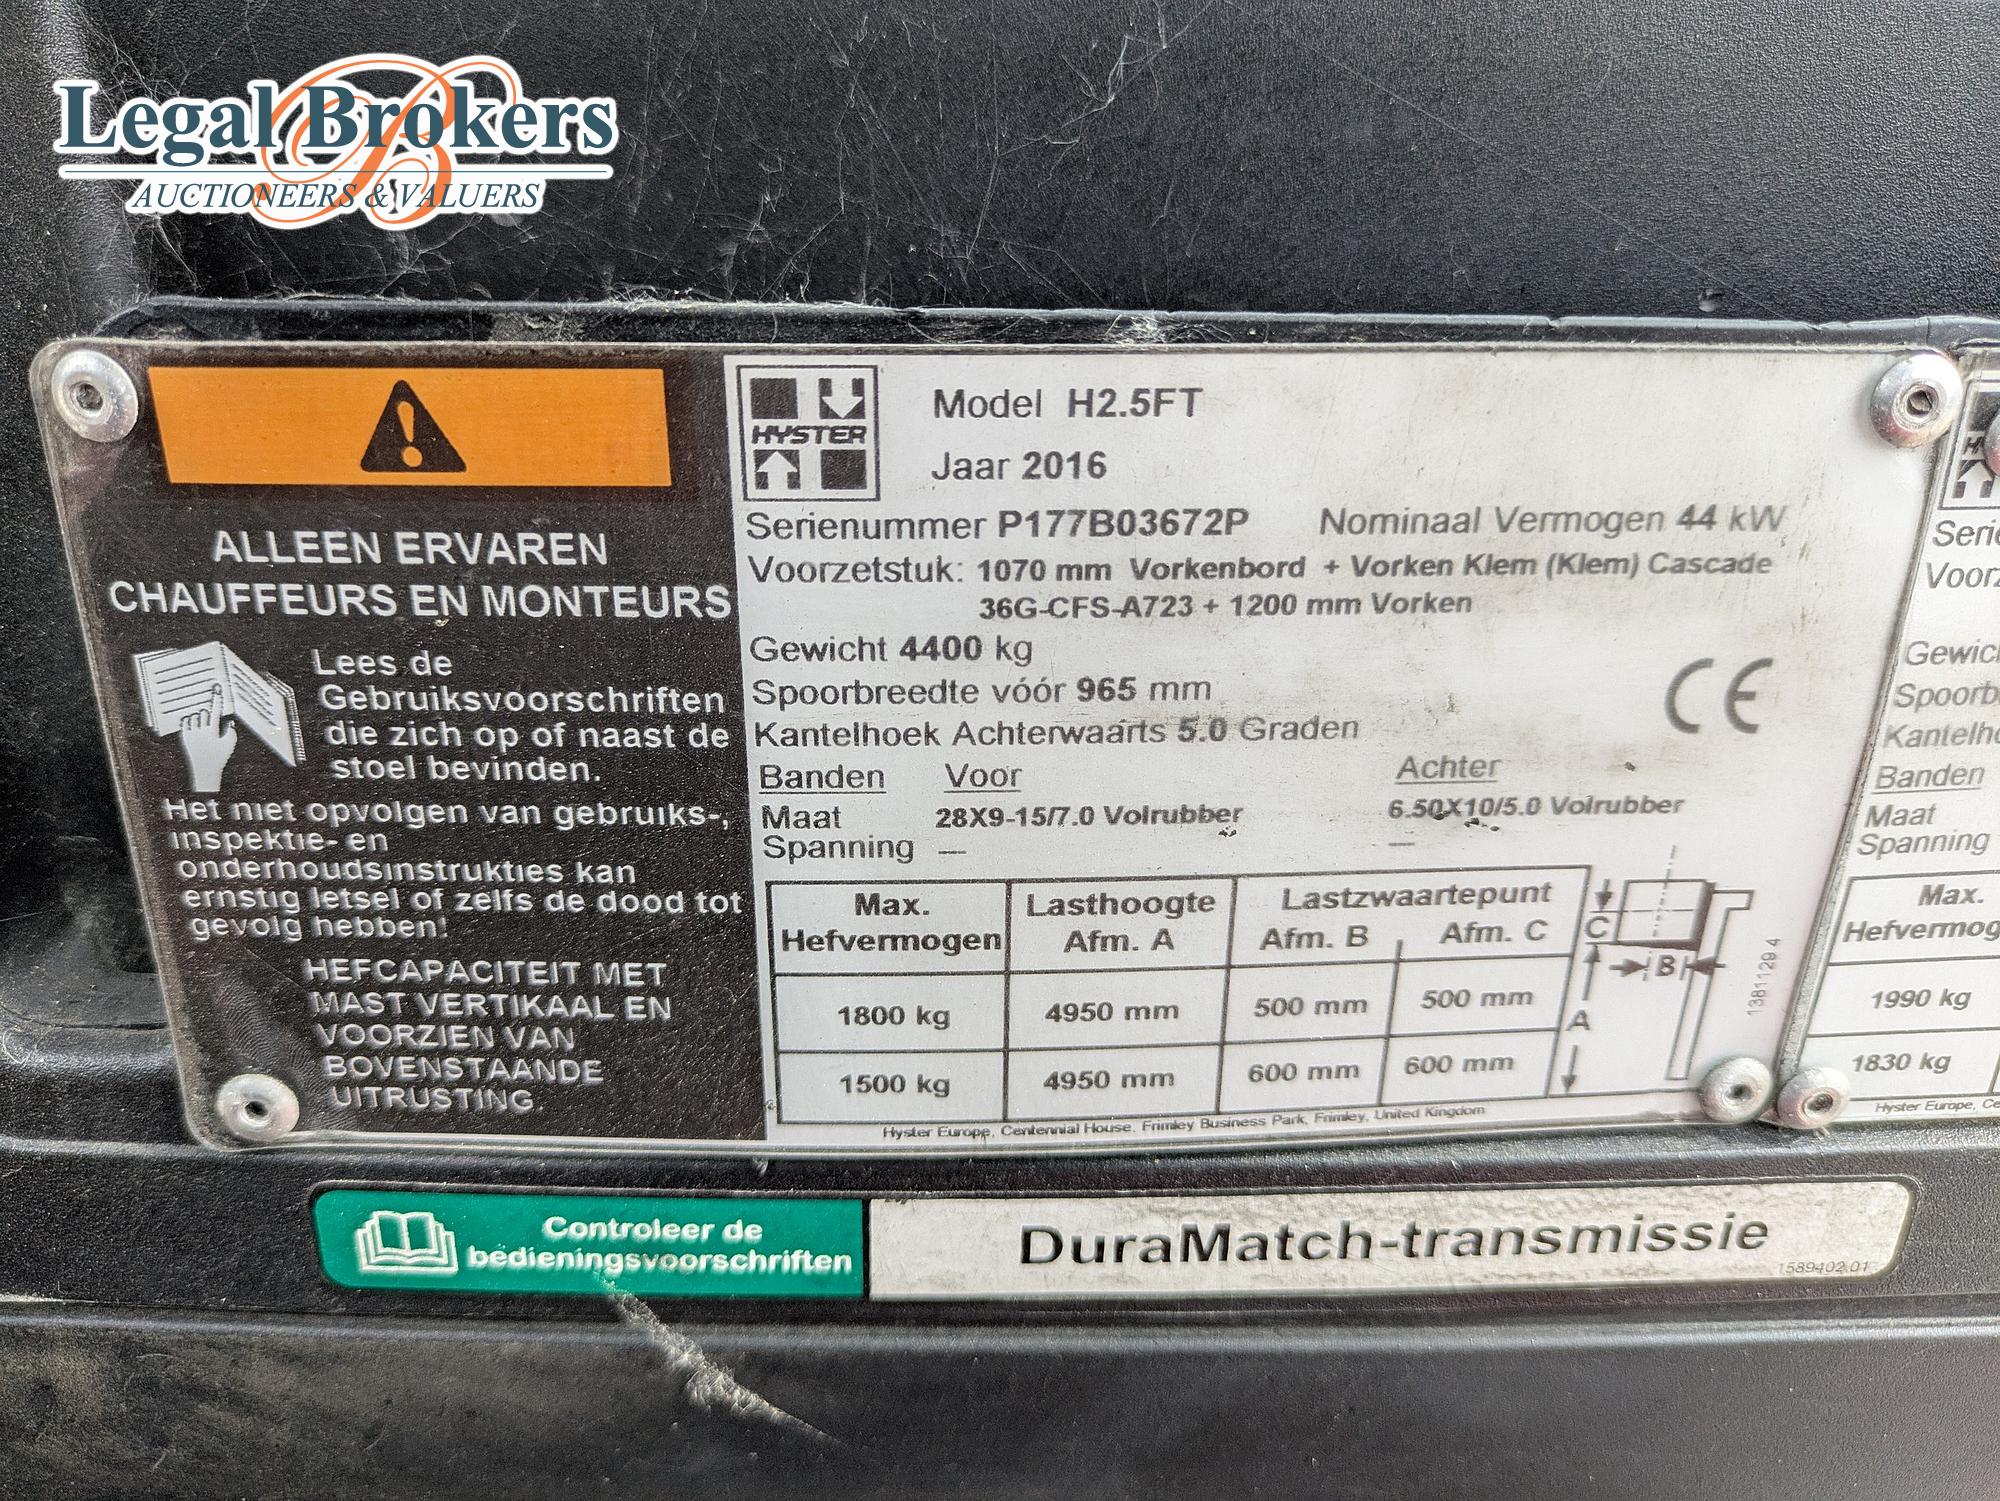 Legal Brokers
AUCTIONEERS & VALUERS
ALLEEN ERVAREN
CHAUFFEURS EN MONTEURS
Lees de
Gebruiksvoorschriften
die zich op of naast de
stoel bevinden.
Het niet opvolgen van gebruiks-,
inspektie- en
onderhoudsinstrukties kan
ernstig letsel of zelfs de dood tot
gevolg hebben!
HEFCAPACITEIT MET
MAST VERTIKAAL EN
VOORZIEN VAN
BOVENSTAANDE
UITRUSTING.
HYSTER
Model H2.5FT
Jaar 2016
Serienummer P177B03672P Nominaal Vermogen 44 kW
Voorzetstuk: 1070 mm Vorkenbord + Vorken Klem (Klem) Cascade
36G-CFS-A723 + 1200 mm Vorken
Gewicht 4400 kg
Spoorbreedte vóór 965 mm
Kantelhoek Achterwaarts 5.0 Graden
CE
Banden Voor Achter
Maat 28X9-15/7.0 Volrubber 6.50X10/5.0 Volrubber
Spanning — —
Max. Lasthoogte Lastzwaartepunt
Hefvermogen Afm. A Afm. B Afm. C
1800 kg 4950 mm 500 mm 500 mm
1500 kg 4950 mm 600 mm 600 mm
C
B
A
1381129 4
Hyster Europe, Centennial House, Frimley Business Park, Frimley, United Kingdom
Voorz
Gewich
Spoorb
Kantelho
Banden
Maat
Spanning
Max.
Hefvermog
1990 kg
1830 kg
Hyster Europe, Ce
Controleer de
bedieningsvoorschriften
DuraMatch-transmissie
1589402 01